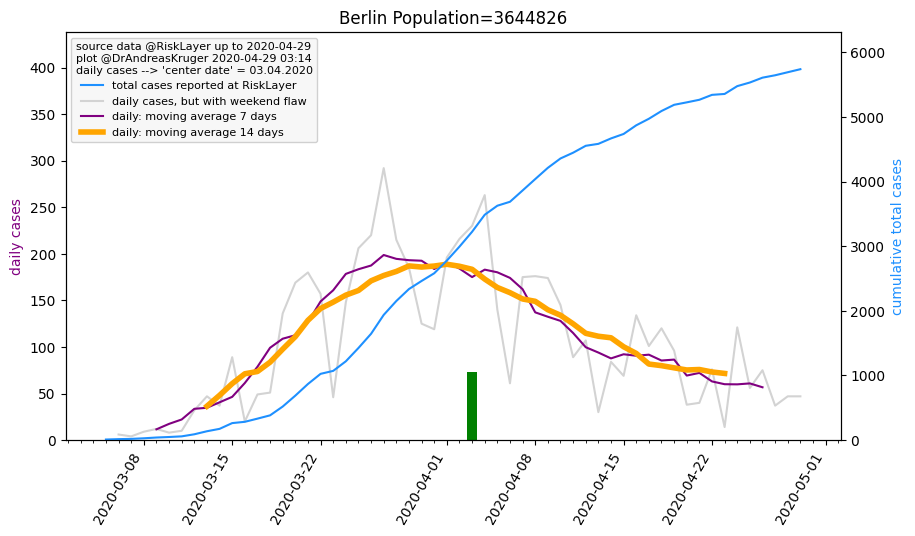 Berlin Population=3644826
source data @RiskLayer up to 2020-04-29
plot @DrAndreasKruger 2020-04-29 03:14
daily cases --> 'center date' = 03.04.2020
total cases reported at RiskLayer
daily cases, but with weekend flaw
daily: moving average 7 days
daily: moving average 14 days
daily cases
400
350
300
250
200
150
100
50
0
6000
5000
4000
3000
2000
1000
0
cumulative total cases
2020-03-08
2020-03-15
2020-03-22
2020-04-01
2020-04-08
2020-04-15
2020-04-22
2020-05-01